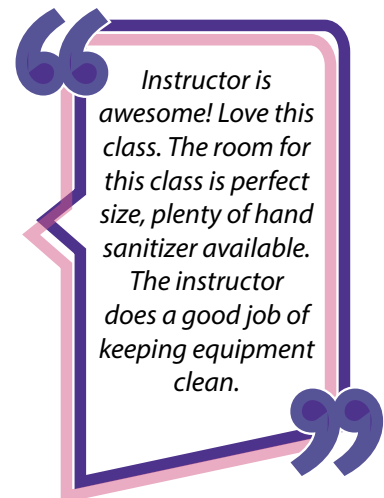 Instructor is
awesome! Love this
class. The room for
this class is perfect
size, plenty of hand
sanitizer available.
The instructor
does a good job of
keeping equipment
clean.